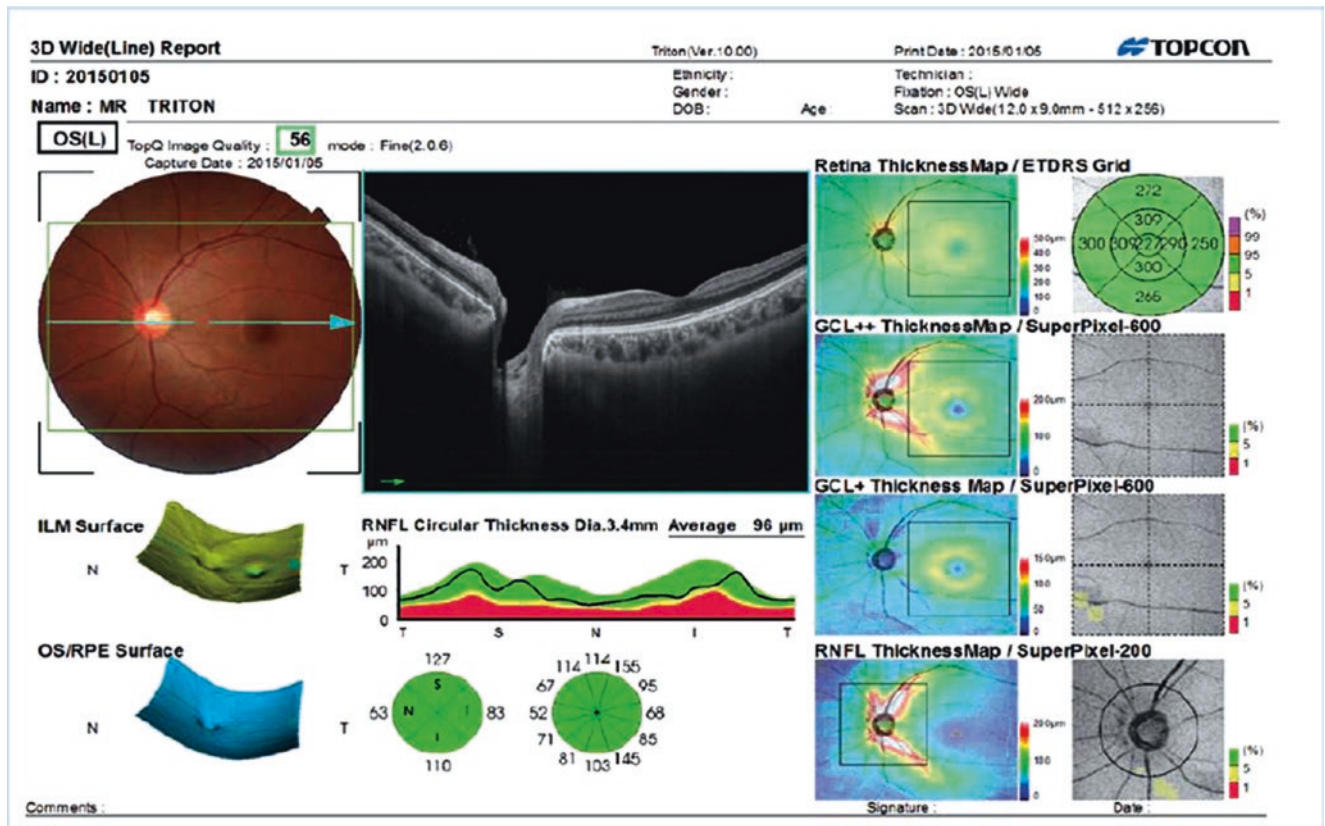 3D Wide(Line) Report
Triton(Ver.10.00)
Print Date : 2015/01/05
TOPCON
ID : 20150105
Ethnicity :
Technician :
Gender :
Fixation : OS(L) Wide
Name : MR TRITON
DOB :
Age :
Scan : 3D Wide(12.0 x 9.0mm - 512 x 256)
OS(L)
TopQ Image Quality : 56 mode : Fine(2.0.6)
Capture Date : 2015/01/05
Retina ThicknessMap / ETDRS Grid
500μm
400
300
200
100
0
272
309
300 309 227 290 250
300
266
(%)
99
95
5
1
GCL++ ThicknessMap / SuperPixel-600
200μm
100
0
(%)
5
1
GCL+ Thickness Map / SuperPixel-600
150μm
100
50
0
(%)
5
1
ILM Surface
N
T
RNFL Circular Thickness Dia.3.4mm Average 96 μm
μm
200
100
0
T S N I T
OS/RPE Surface
N
T
127
S
63 N 83
I
110
114 114 155
67 95
52 68
71 85
81 103 145
RNFL ThicknessMap / SuperPixel-200
200μm
100
0
(%)
5
1
Comments :
Signature :
Date :